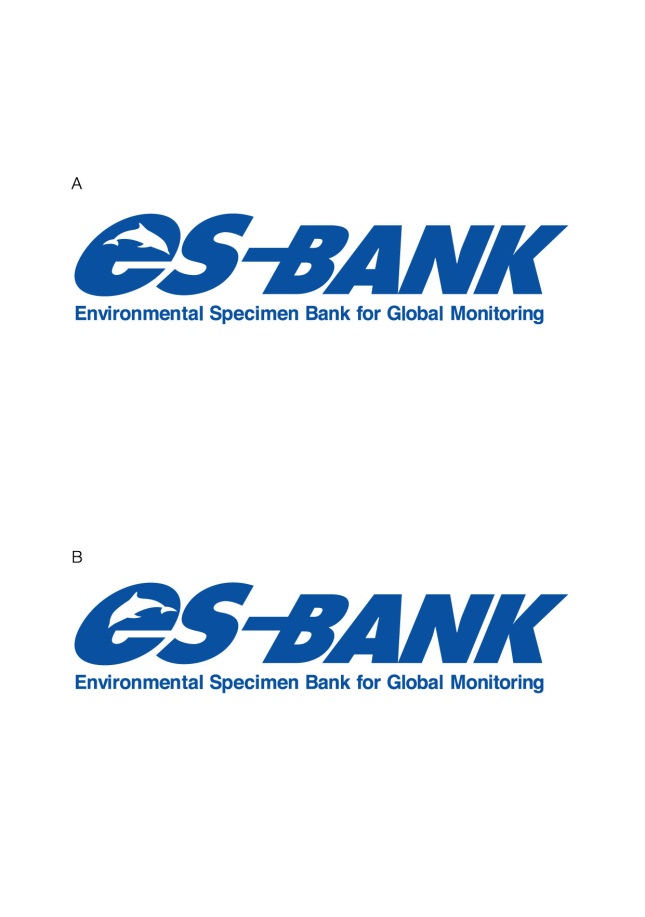 A
eS-BANK
Environmental Specimen Bank for Global Monitoring
B
eS-BANK
Environmental Specimen Bank for Global Monitoring